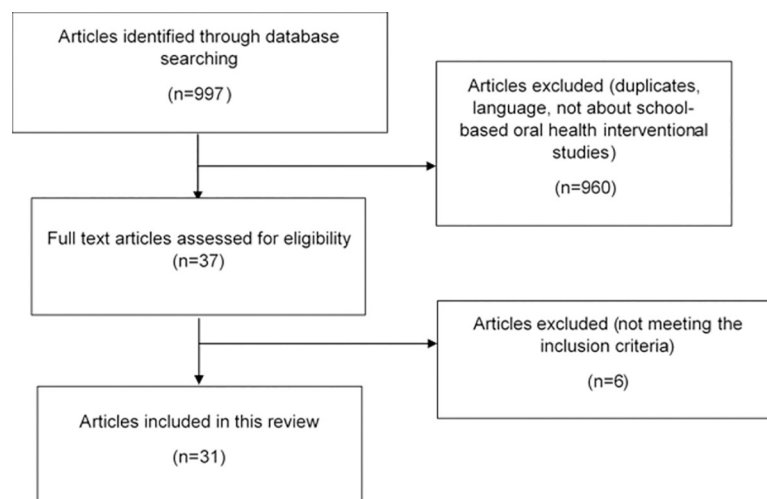 Articles identified through database
searching
(n=997)
Articles excluded (duplicates,
language, not about school-
based oral health interventional
studies)
(n=960)
Full text articles assessed for eligibility
(n=37)
Articles excluded (not meeting the
inclusion criteria)
(n=6)
Articles included in this review
(n=31)